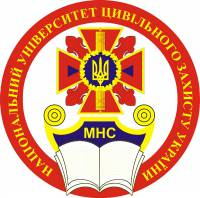 НАЦІОНАЛЬНИЙ УНІВЕРСИТЕТ ЦИВІЛЬНОГО ЗАХИСТУ УКРАЇНИ
МНС